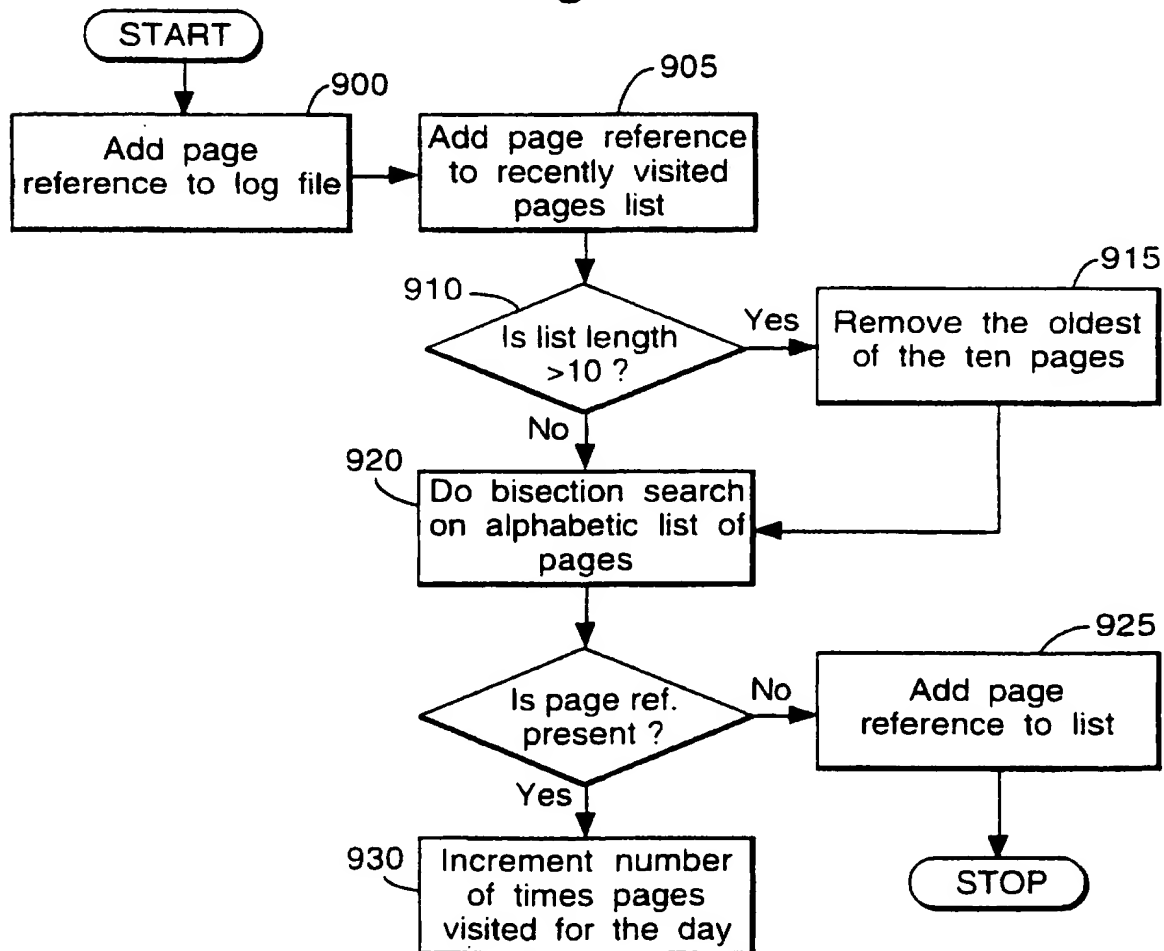 START
900
Add page
reference to log file
905
Add page reference
to recently visited
pages list
910
Is list length
>10 ?
Yes
915
Remove the oldest
of the ten pages
No
920
Do bisection search
on alphabetic list of
pages
Is page ref.
present ?
No
925
Add page
reference to list
Yes
930
Increment number
of times pages
visited for the day
STOP